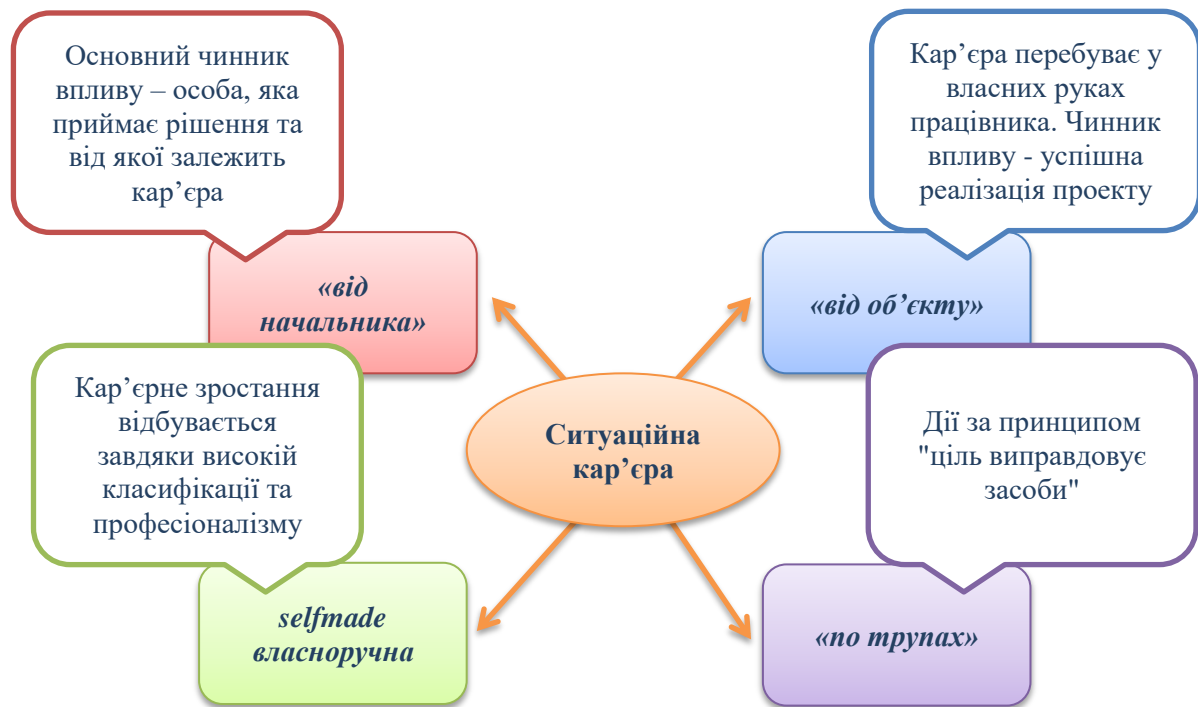 Основний чинник
впливу – особа, яка
приймає рішення та
від якої залежить
кар’єра
«від
начальника»
Кар’єра перебуває у
власних руках
працівника. Чинник
впливу - успішна
реалізація проекту
«від об’єкту»
Ситуаційна
кар’єра
Кар’єрне зростання
відбувається
завдяки високій
класифікації та
професіоналізму
selfmade
власноручна
Дії за принципом
"ціль виправдовує
засоби"
«по трупах»